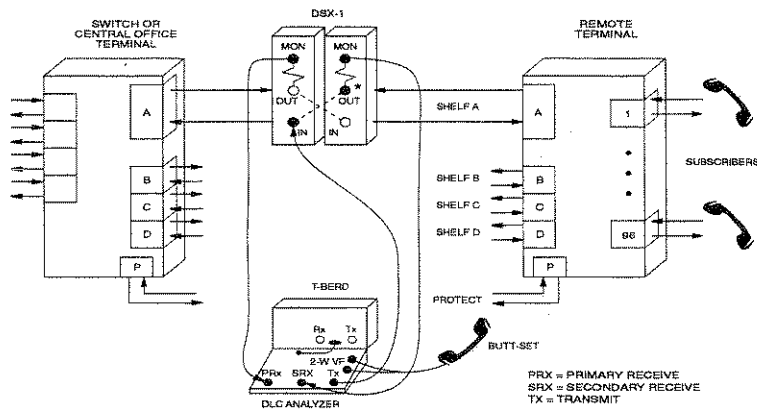 SWITCH OR
CENTRAL OFFICE
TERMINAL
DSX-1
REMOTE
TERMINAL
MON
MON
OUT
*
OUT
IN
IN
A
B
C
D
P
SHELF A
SHELF B
SHELF C
SHELF D
PROTECT
A
B
C
D
P
1
96
SUBSCRIBERS
T-BERD
Rx
Tx
2-W VF
PRx
SRX
Tx
DLC ANALYZER
BUTT-SET
PRX = PRIMARY RECEIVE
SRX = SECONDARY RECEIVE
TX = TRANSMIT